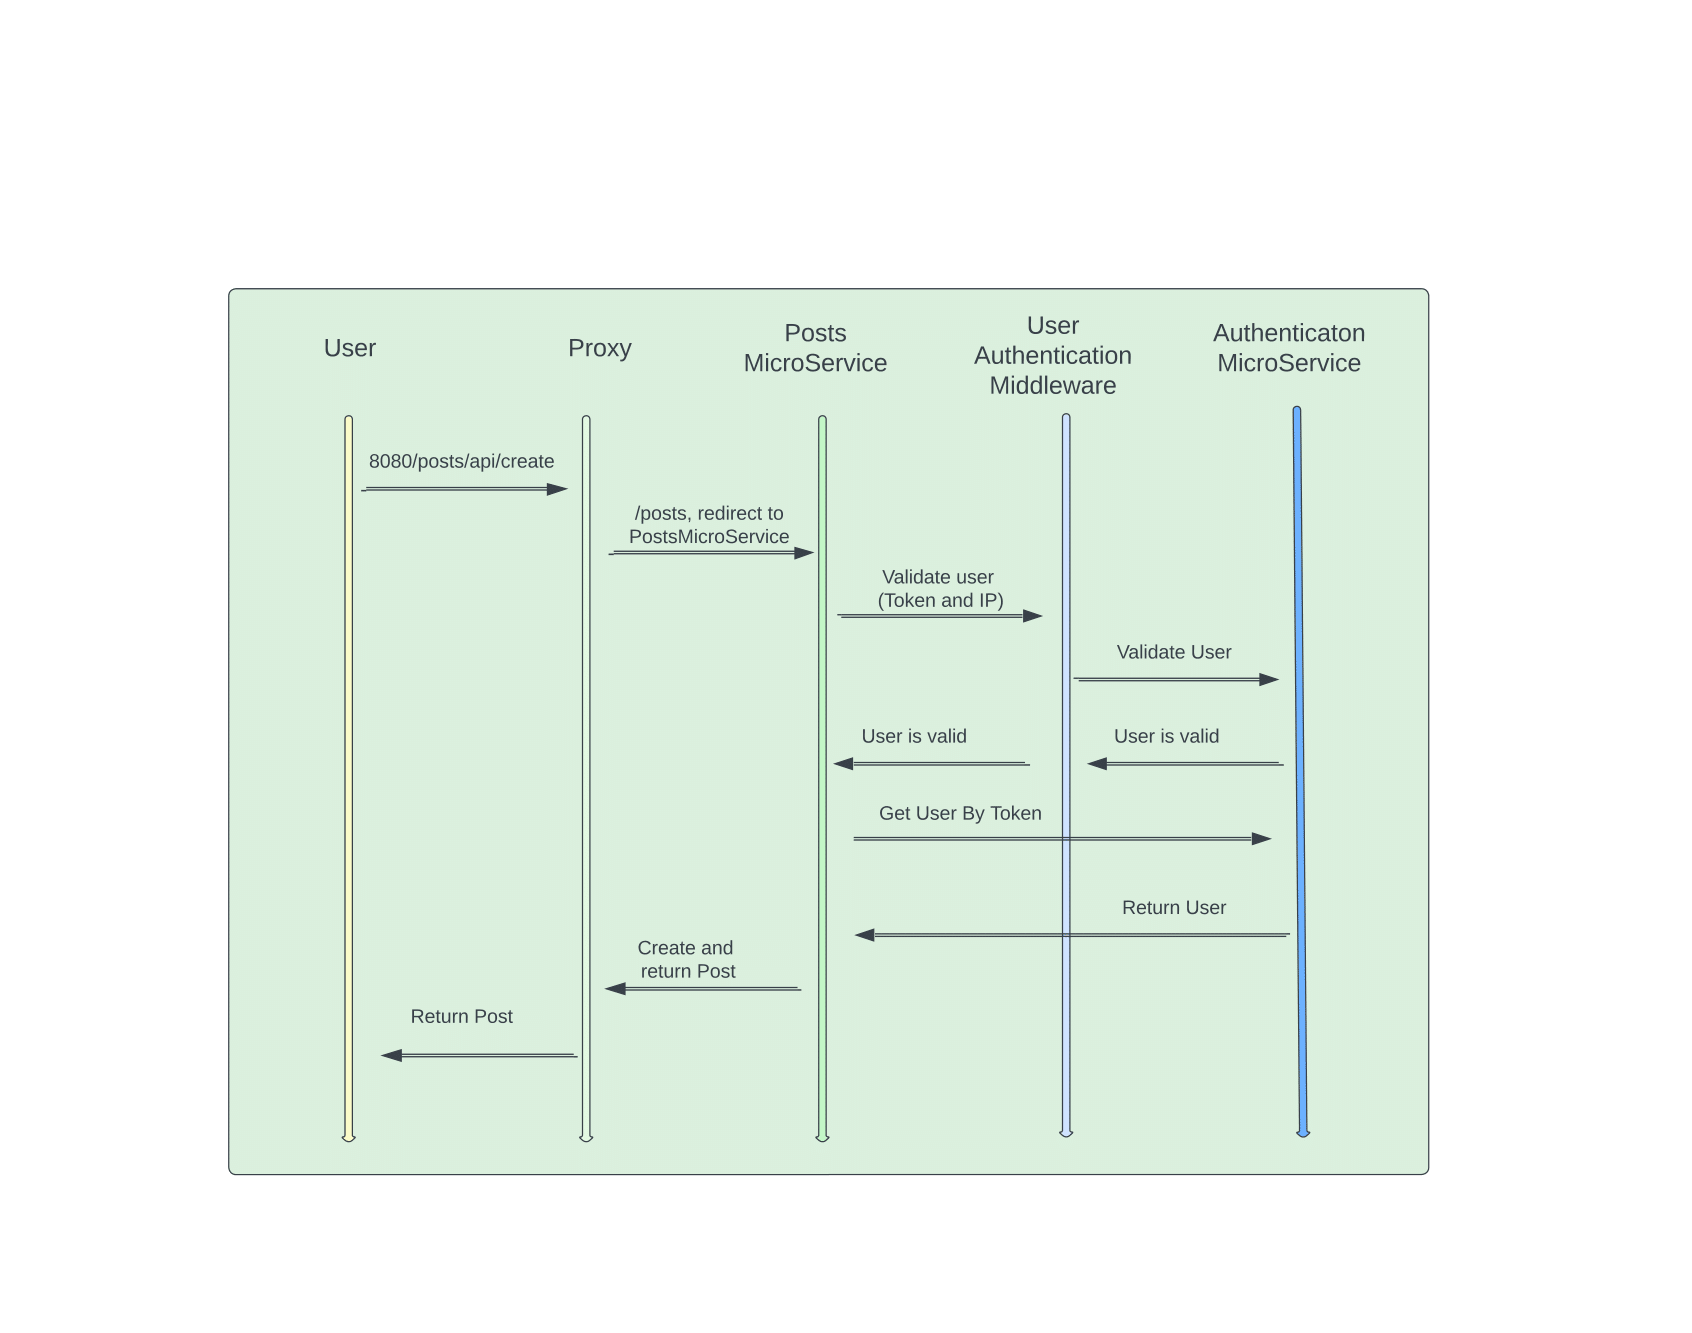 User
Proxy
Posts
MicroService
User
Authentication
Middleware
Authenticaton
MicroService
8080/posts/api/create
/posts, redirect to
PostsMicroService
Validate user
(Token and IP)
Validate User
User is valid
User is valid
Get User By Token
Return User
Create and
return Post
Return Post